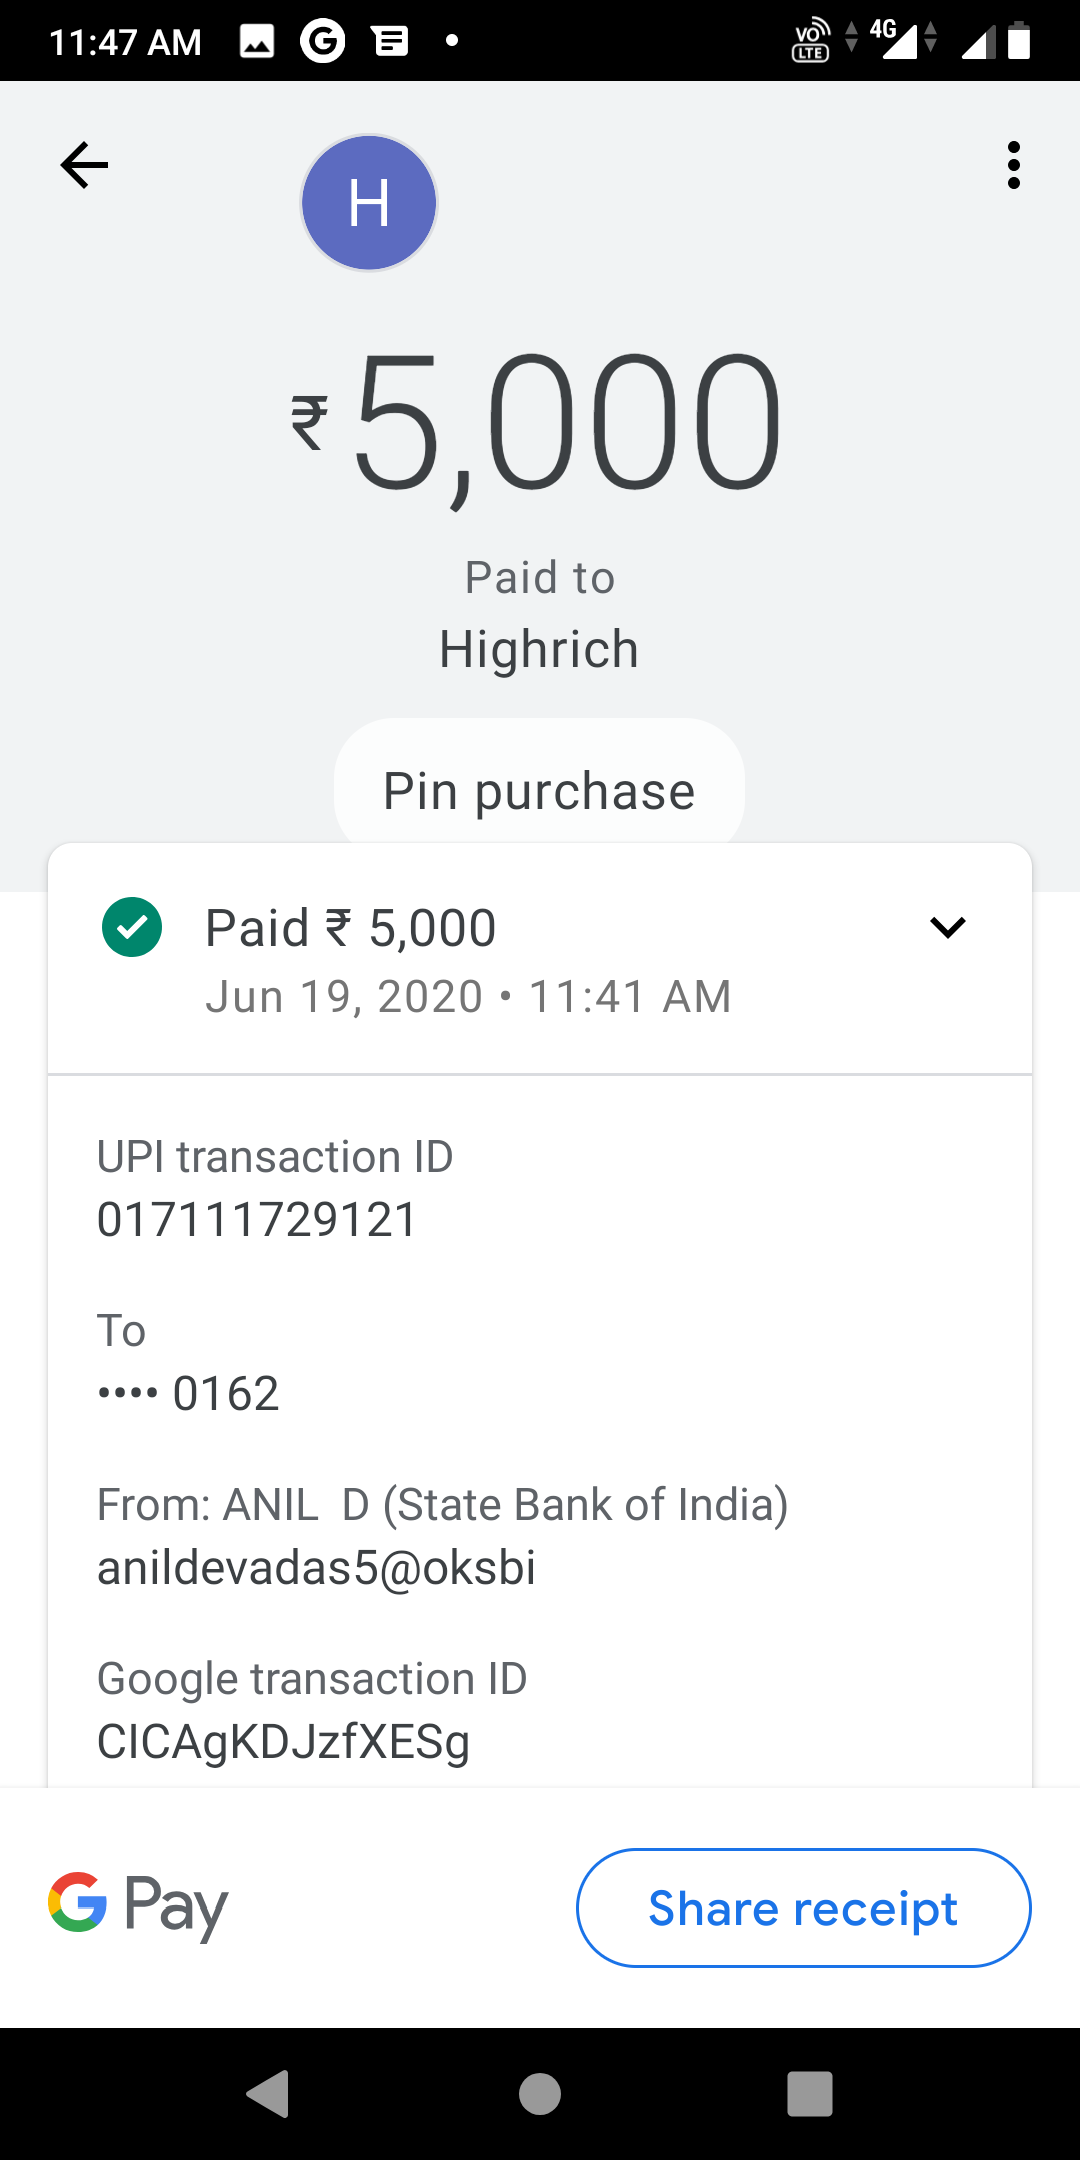 11:47 AM
VO LTE 4G
H
₹5,000
Paid to
Highrich
Pin purchase
Paid ₹ 5,000
Jun 19, 2020 • 11:41 AM
UPI transaction ID
017111729121
To
•••• 0162
From: ANIL  D (State Bank of India)
anildevadas5@oksbi
Google transaction ID
CICAgKDJzfXESg
G Pay
Share receipt